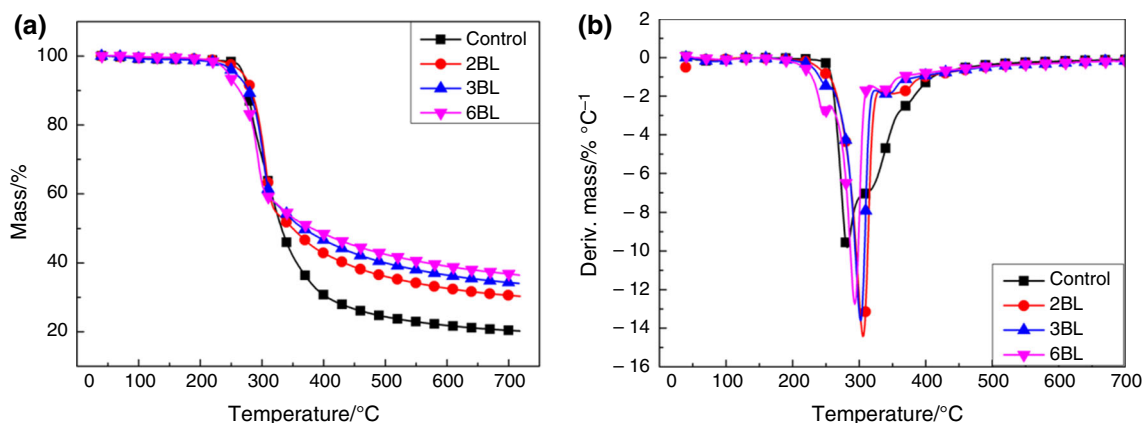 (a)
Mass/%
100
80
60
40
20
0 100 200 300 400 500 600 700
Temperature/°C
Control
2BL
3BL
6BL
(b)
Deriv. mass/% °C⁻¹
2
0
− 2
− 4
− 6
− 8
− 10
− 12
− 14
− 16
0 100 200 300 400 500 600 700
Temperature/°C
Control
2BL
3BL
6BL